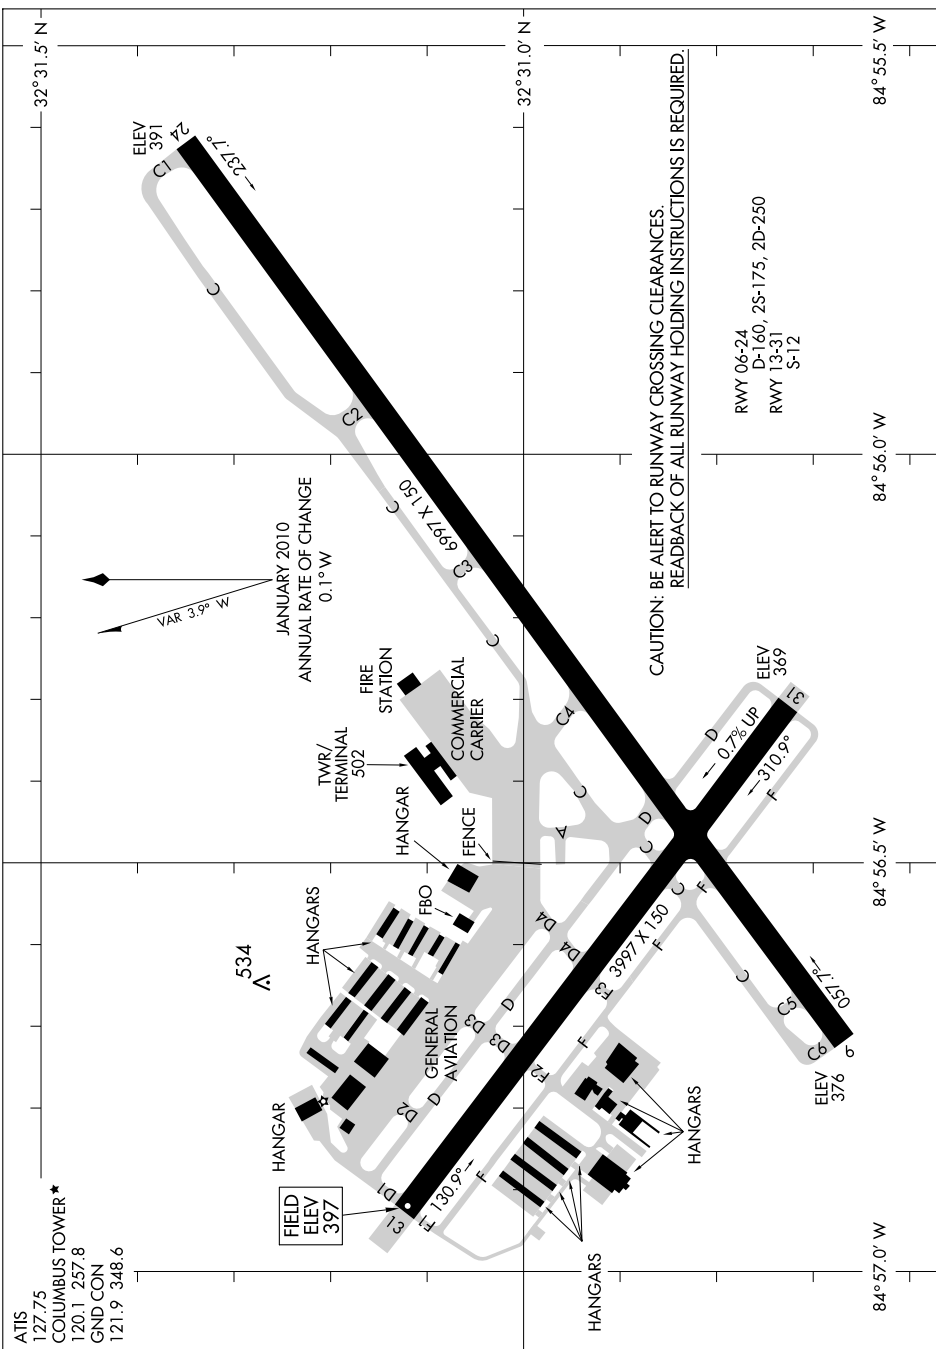 ATIS
127.75
COLUMBUS TOWER★
120.1 257.8
GND CON
121.9 348.6
FIELD
ELEV
397
HANGAR
534
HANGARS
GENERAL
AVIATION
FBO
HANGAR
FENCE
TWR/
TERMINAL
502
FIRE
STATION
COMMERCIAL
CARRIER
VAR 3.9° W
JANUARY 2010
ANNUAL RATE OF CHANGE
0.1° W
ELEV
391
24
237.7°
C1
C
C2
C
6997 X 150
C3
C
C4
C
A
D
C
C
F
C
C5
C6
057.7°
6
ELEV
376
13
D1
F1
130.9°
F
D2
D
D3
D3
D
D4
D4
F2
F
F3
F
3997 X 150
D
0.7% UP
310.9°
F
31
ELEV
369
HANGARS
HANGARS
CAUTION: BE ALERT TO RUNWAY CROSSING CLEARANCES.
READBACK OF ALL RUNWAY HOLDING INSTRUCTIONS IS REQUIRED.
RWY 06-24
D-160, 2S-175, 2D-250
RWY 13-31
S-12
32°31.5' N
32°31.0' N
84°55.5' W
84°56.0' W
84°56.5' W
84°57.0' W